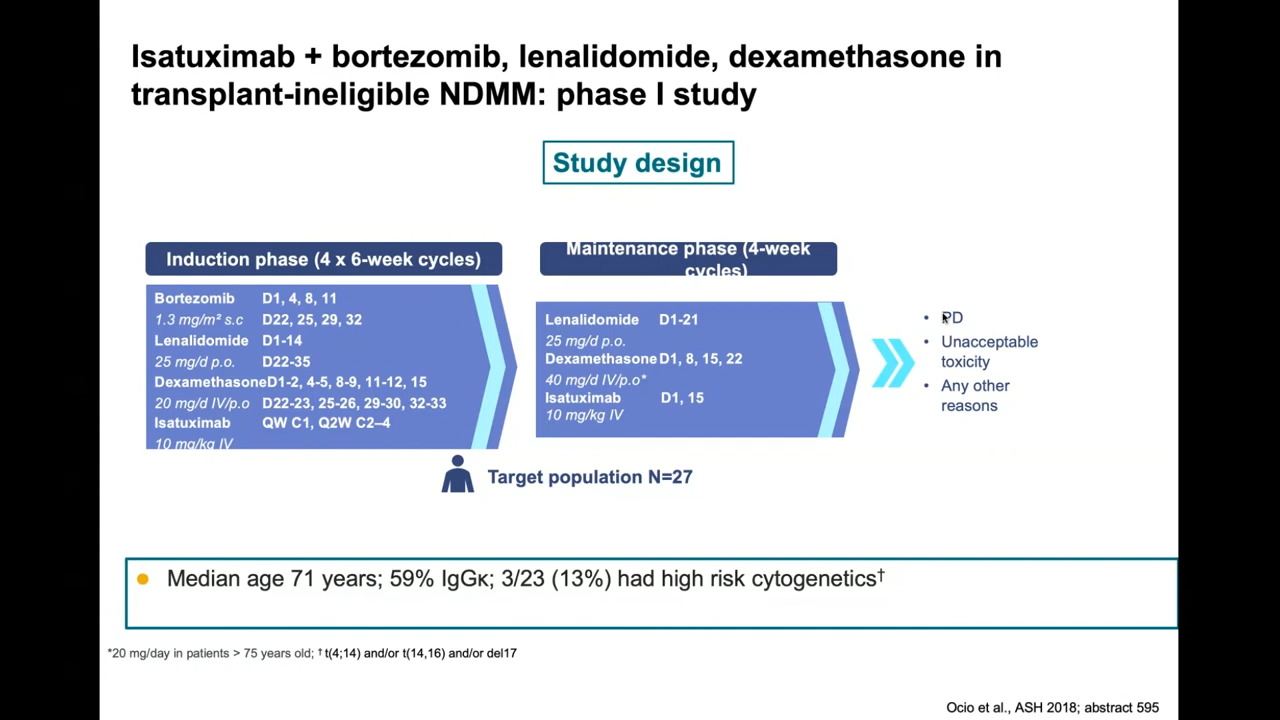 Isatuximab + bortezomib, lenalidomide, dexamethasone in
transplant-ineligible NDMM: phase I study
Study design
Induction phase (4 x 6-week cycles)
Bortezomib D1, 4, 8, 11
1.3 mg/m² s.c D22, 25, 29, 32
Lenalidomide D1-14
25 mg/d p.o. D22-35
DexamethasoneD1-2, 4-5, 8-9, 11-12, 15
20 mg/d IV/p.o D22-23, 25-26, 29-30, 32-33
Isatuximab QW C1, Q2W C2–4
10 mg/kg IV
Maintenance phase (4-week
cycles)
Lenalidomide D1-21
25 mg/d p.o.
Dexamethasone D1, 8, 15, 22
40 mg/d IV/p.o*
Isatuximab D1, 15
10 mg/kg IV
• PD
• Unacceptable
toxicity
• Any other
reasons
Target population N=27
● Median age 71 years; 59% IgGκ; 3/23 (13%) had high risk cytogenetics†
*20 mg/day in patients > 75 years old; † t(4;14) and/or t(14,16) and/or del17
Ocio et al., ASH 2018; abstract 595